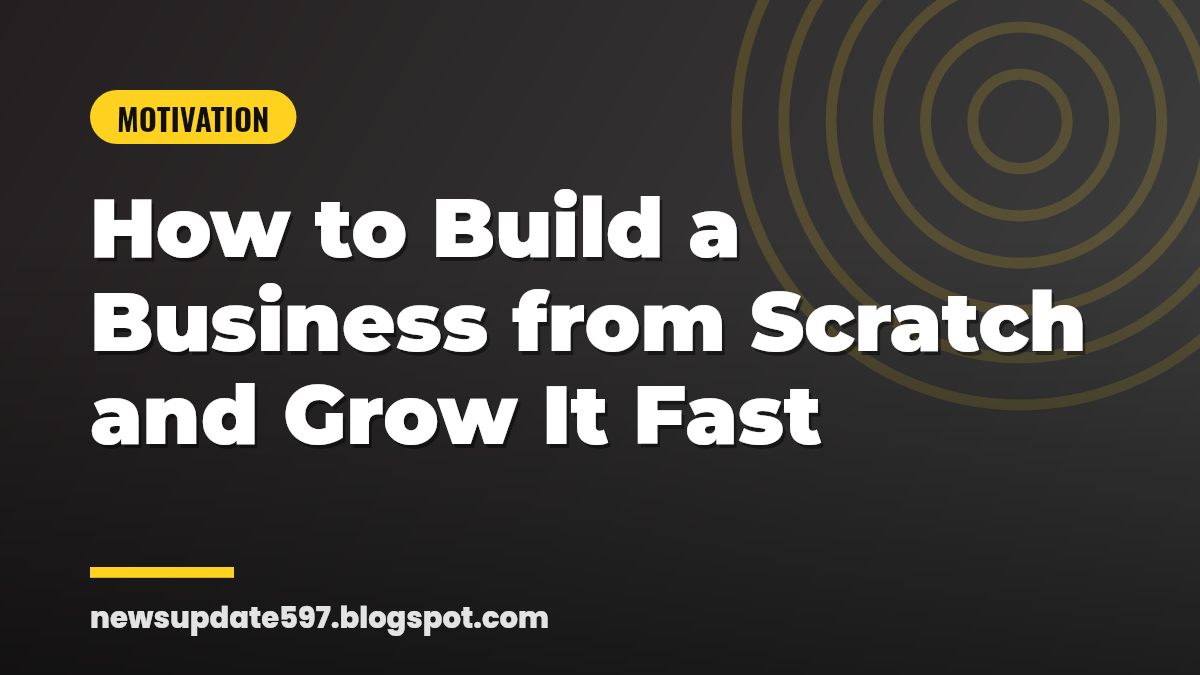 MOTIVATION
How to Build a
Business from Scratch
and Grow It Fast
newsupdate597.blogspot.com